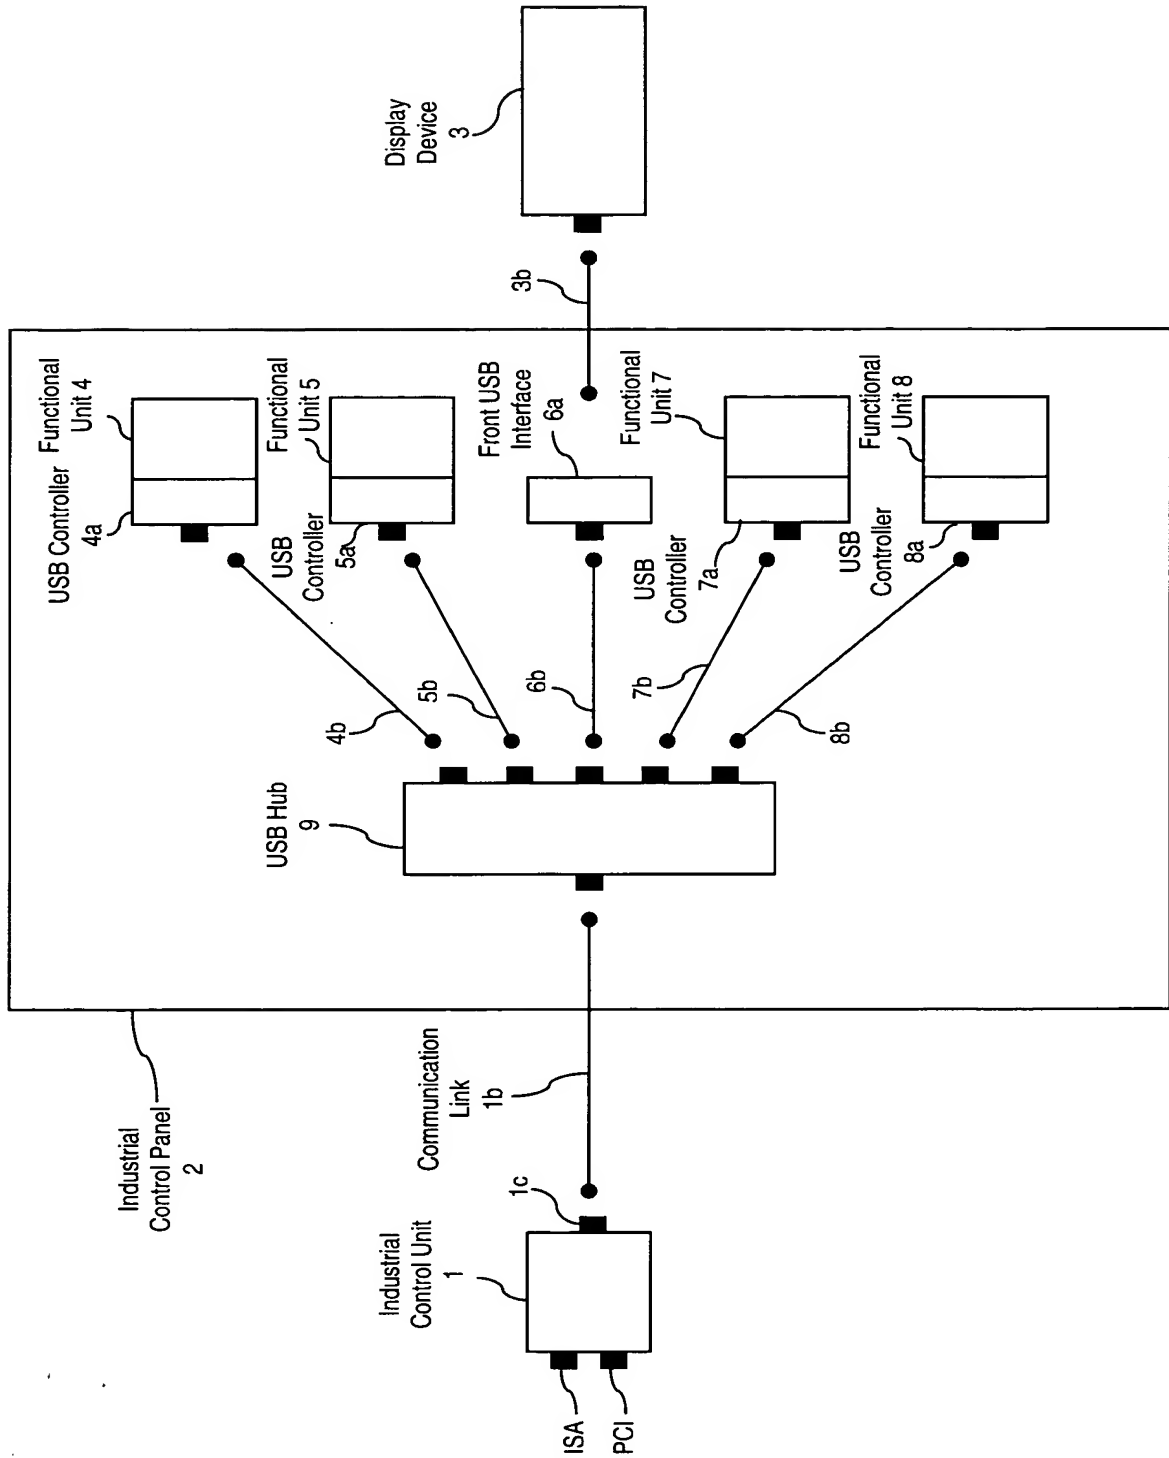 Industrial
Control Panel
2
USB Controller
4a
Functional
Unit 4
USB
Controller
5a
Functional
Unit 5
Front USB
Interface
6a
USB
Controller
7a
Functional
Unit 7
USB
Controller
8a
Functional
Unit 8
Display
Device
3
3b
4b
5b
6b
7b
8b
USB Hub
9
Communication
Link
1b
1c
Industrial
Control Unit
1
ISA
PCI